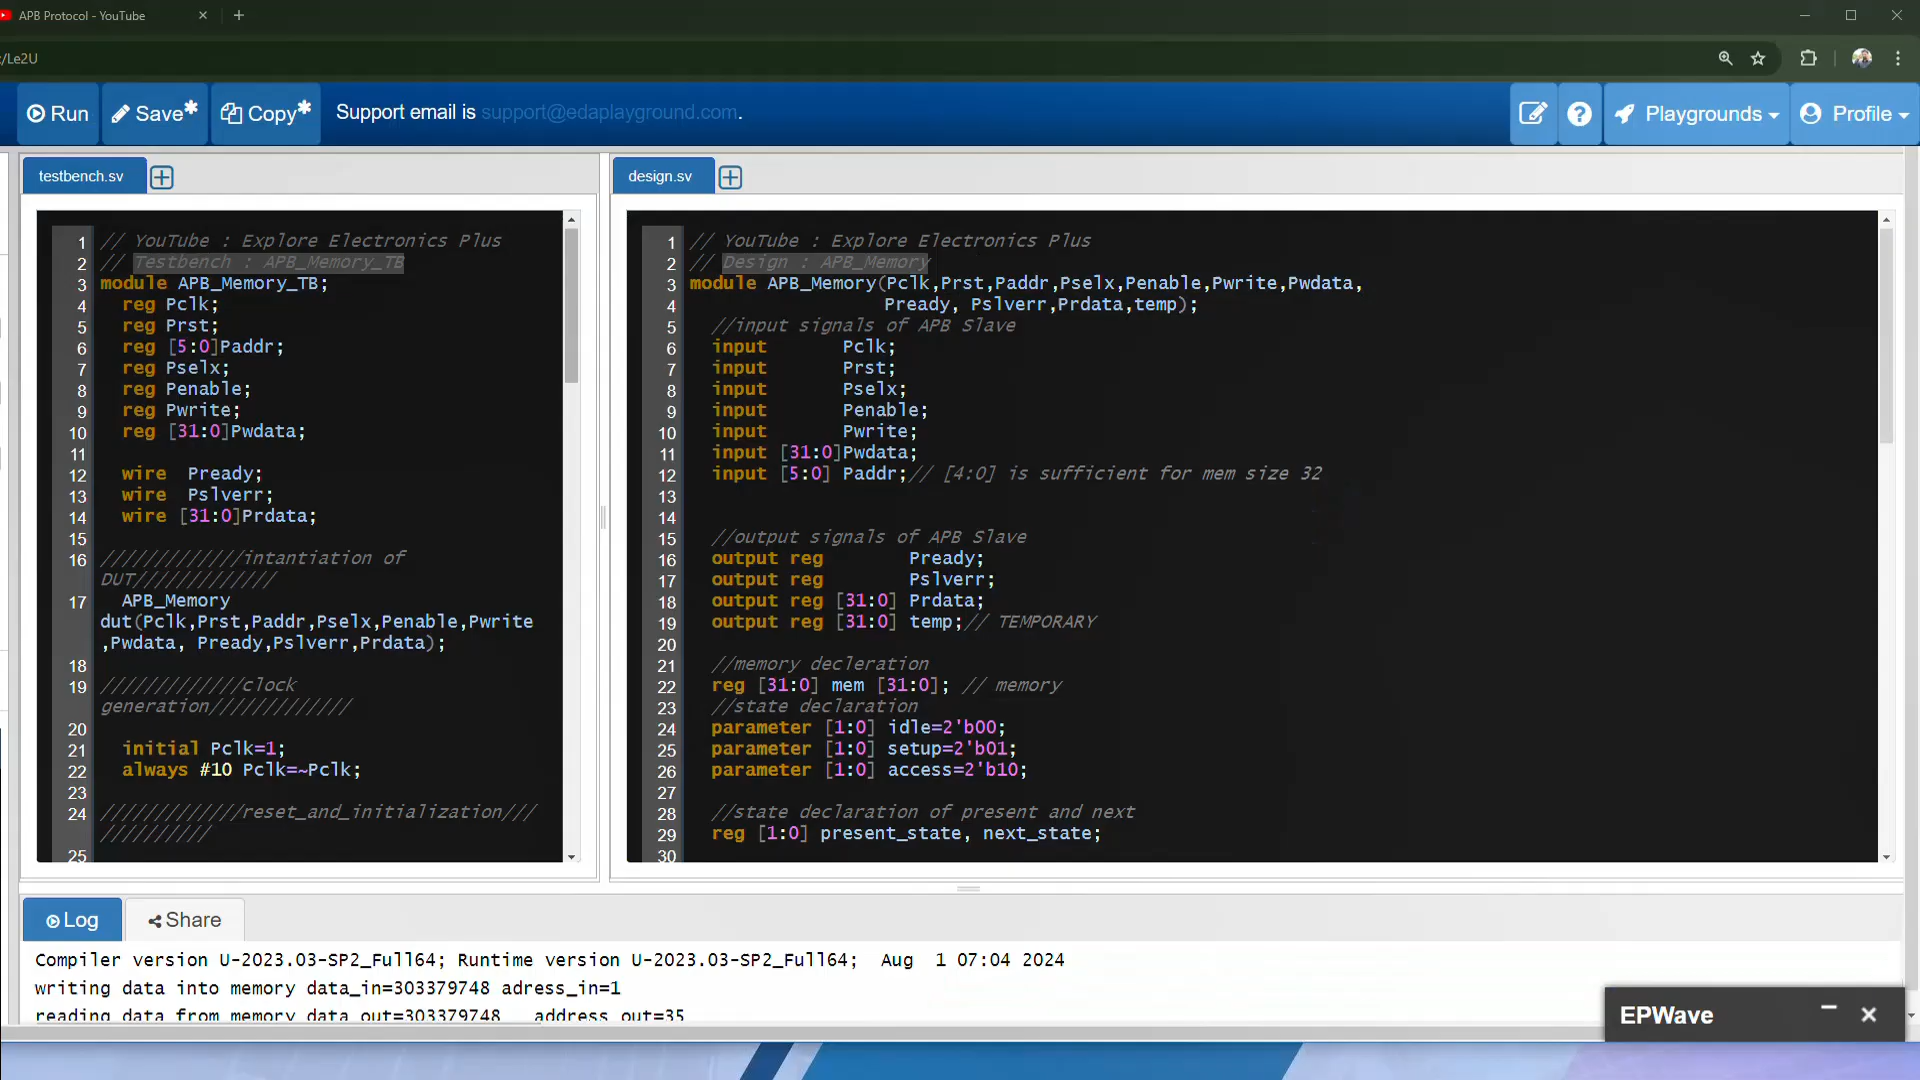 APB Protocol - YouTube
/Le2U
Run
Save*
Copy*
Support email is support@edaplayground.com.
Playgrounds
Profile
testbench.sv
1 // YouTube : Explore Electronics Plus
2 // Testbench : APB_Memory_TB
3 module APB_Memory_TB;
4 reg Pclk;
5 reg Prst;
6 reg [5:0]Paddr;
7 reg Pselx;
8 reg Penable;
9 reg Pwrite;
10 reg [31:0]Pwdata;
11
12 wire Pready;
13 wire Pslverr;
14 wire [31:0]Prdata;
15
16 /////////////intantiation of
DUT/////////////
17 APB_Memory
dut(Pclk,Prst,Paddr,Pselx,Penable,Pwrite
,Pwdata, Pready,Pslverr,Prdata);
18
19 /////////////clock
generation/////////////
20
21 initial Pclk=1;
22 always #10 Pclk=~Pclk;
23
24 /////////////reset_and_initialization///
//////////
25
design.sv
1 // YouTube : Explore Electronics Plus
2 // Design : APB_Memory
3 module APB_Memory(Pclk,Prst,Paddr,Pselx,Penable,Pwrite,Pwdata,
4 Pready, Pslverr,Prdata,temp);
5 //input signals of APB Slave
6 input Pclk;
7 input Prst;
8 input Pselx;
9 input Penable;
10 input Pwrite;
11 input [31:0]Pwdata;
12 input [5:0] Paddr;// [4:0] is sufficient for mem size 32
13
14
15 //output signals of APB Slave
16 output reg Pready;
17 output reg Pslverr;
18 output reg [31:0] Prdata;
19 output reg [31:0] temp;// TEMPORARY
20
21 //memory decleration
22 reg [31:0] mem [31:0]; // memory
23 //state declaration
24 parameter [1:0] idle=2'b00;
25 parameter [1:0] setup=2'b01;
26 parameter [1:0] access=2'b10;
27
28 //state declaration of present and next
29 reg [1:0] present_state, next_state;
30
Log
Share
Compiler version U-2023.03-SP2_Full64; Runtime version U-2023.03-SP2_Full64; Aug 1 07:04 2024
writing data into memory data_in=303379748 adress_in=1
reading data from memory data_out=303379748 address_out=35
EPWave